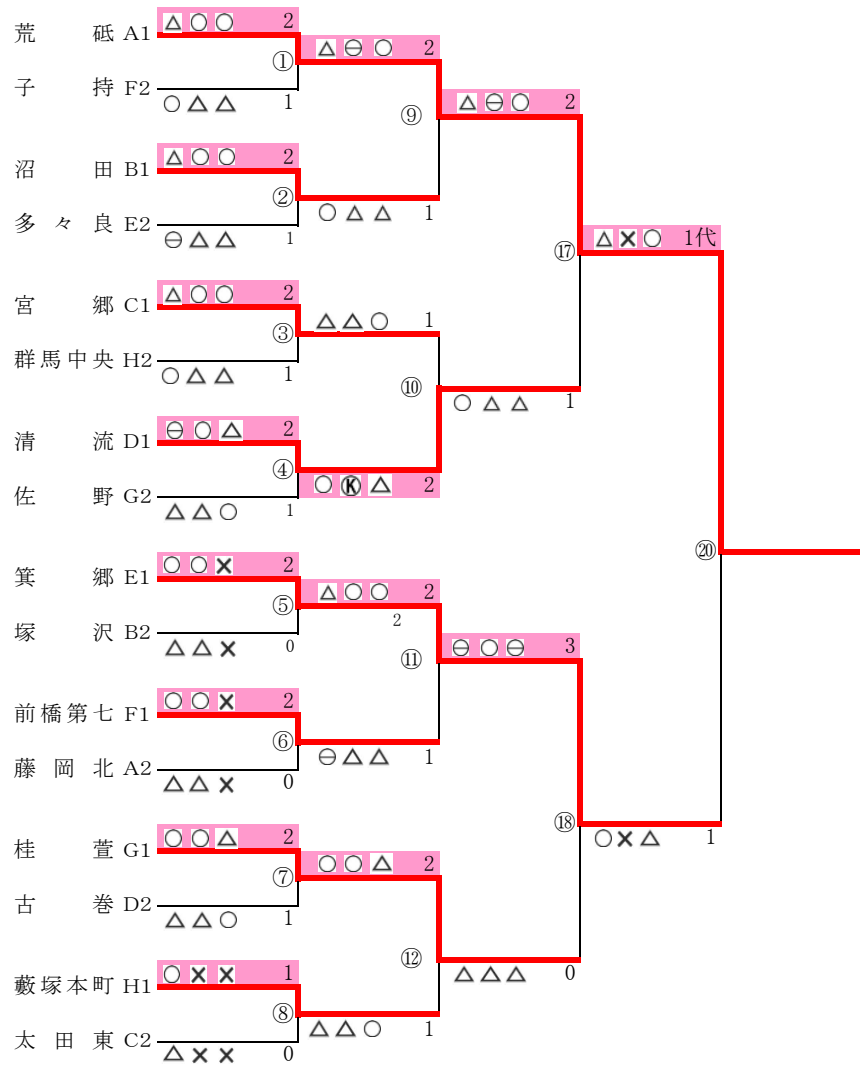 △ ○ ○ 2
荒砥 A1
①
△ ⊖ ○ 2
子持 F2
○ △ △ 1
⑨
△ ⊖ ○ 2
△ ○ ○ 2
沼田 B1
②
○ △ △ 1
多々良 E2
⊖ △ △ 1
⑰
△ × ○ 1代
△ ○ ○ 2
宮郷 C1
③
△ △ ○ 1
群馬中央 H2
○ △ △ 1
⑩
○ △ △ 1
⊖ ○ △ 2
清流 D1
④
○ Ⓚ △ 2
佐野 G2
△ △ ○ 1
⑳
○ ○ × 2
箕郷 E1
⑤
△ ○ ○ 2
2
塚沢 B2
△ △ × 0
⑪
⊖ ○ ⊖ 3
○ ○ × 2
前橋第七 F1
⑥
⊖ △ △ 1
藤岡北 A2
△ △ × 0
⑱
○ × △ 1
○ ○ △ 2
桂萱 G1
⑦
○ ○ △ 2
古巻 D2
△ △ ○ 1
⑫
△ △ △ 0
○ × × 1
藪塚本町 H1
⑧
△ △ ○ 1
太田東 C2
△ × × 0